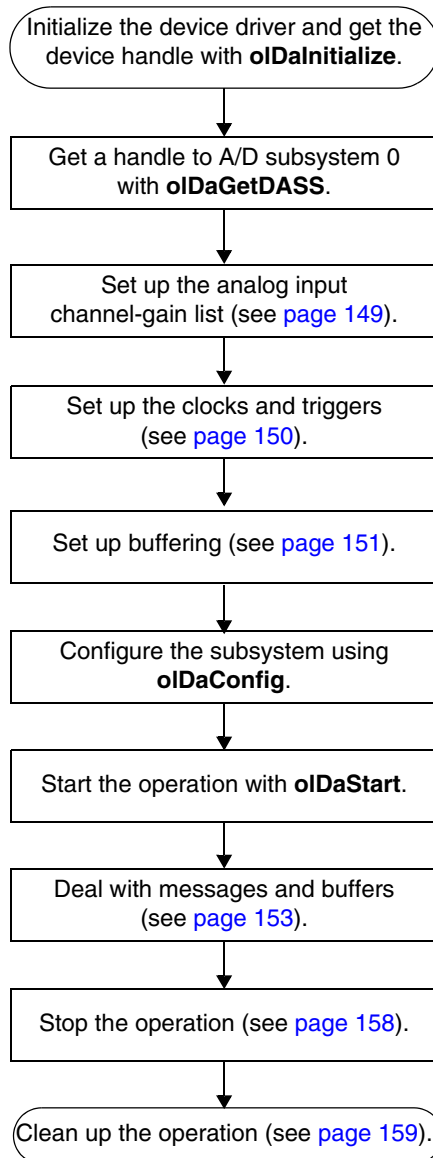 Initialize the device driver and get the
device handle with olDaInitialize.
Get a handle to A/D subsystem 0
with olDaGetDASS.
Set up the analog input
channel-gain list (see page 149).
Set up the clocks and triggers
(see page 150).
Set up buffering (see page 151).
Configure the subsystem using
olDaConfig.
Start the operation with olDaStart.
Deal with messages and buffers
(see page 153).
Stop the operation (see page 158).
Clean up the operation (see page 159).